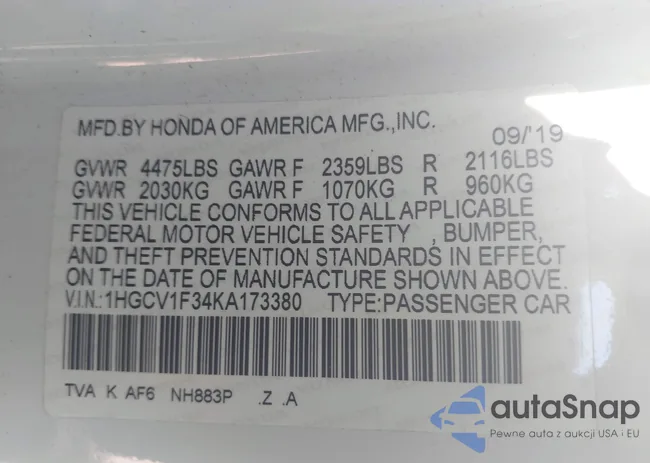 MFD.BY HONDA OF AMERICA MFG.,INC. 09/'19
GVWR 4475LBS GAWR F 2359LBS R 2116LBS
GVWR 2030KG GAWR F 1070KG R 960KG
THIS VEHICLE CONFORMS TO ALL APPLICABLE
FEDERAL MOTOR VEHICLE SAFETY , BUMPER,
AND THEFT PREVENTION STANDARDS IN EFFECT
ON THE DATE OF MANUFACTURE SHOWN ABOVE.
V.I.N.:1HGCV1F34KA173380 TYPE:PASSENGER CAR
TVA K AF6 NH883P .Z .A
autaSnap
Pewne auta z aukcji USA i EU